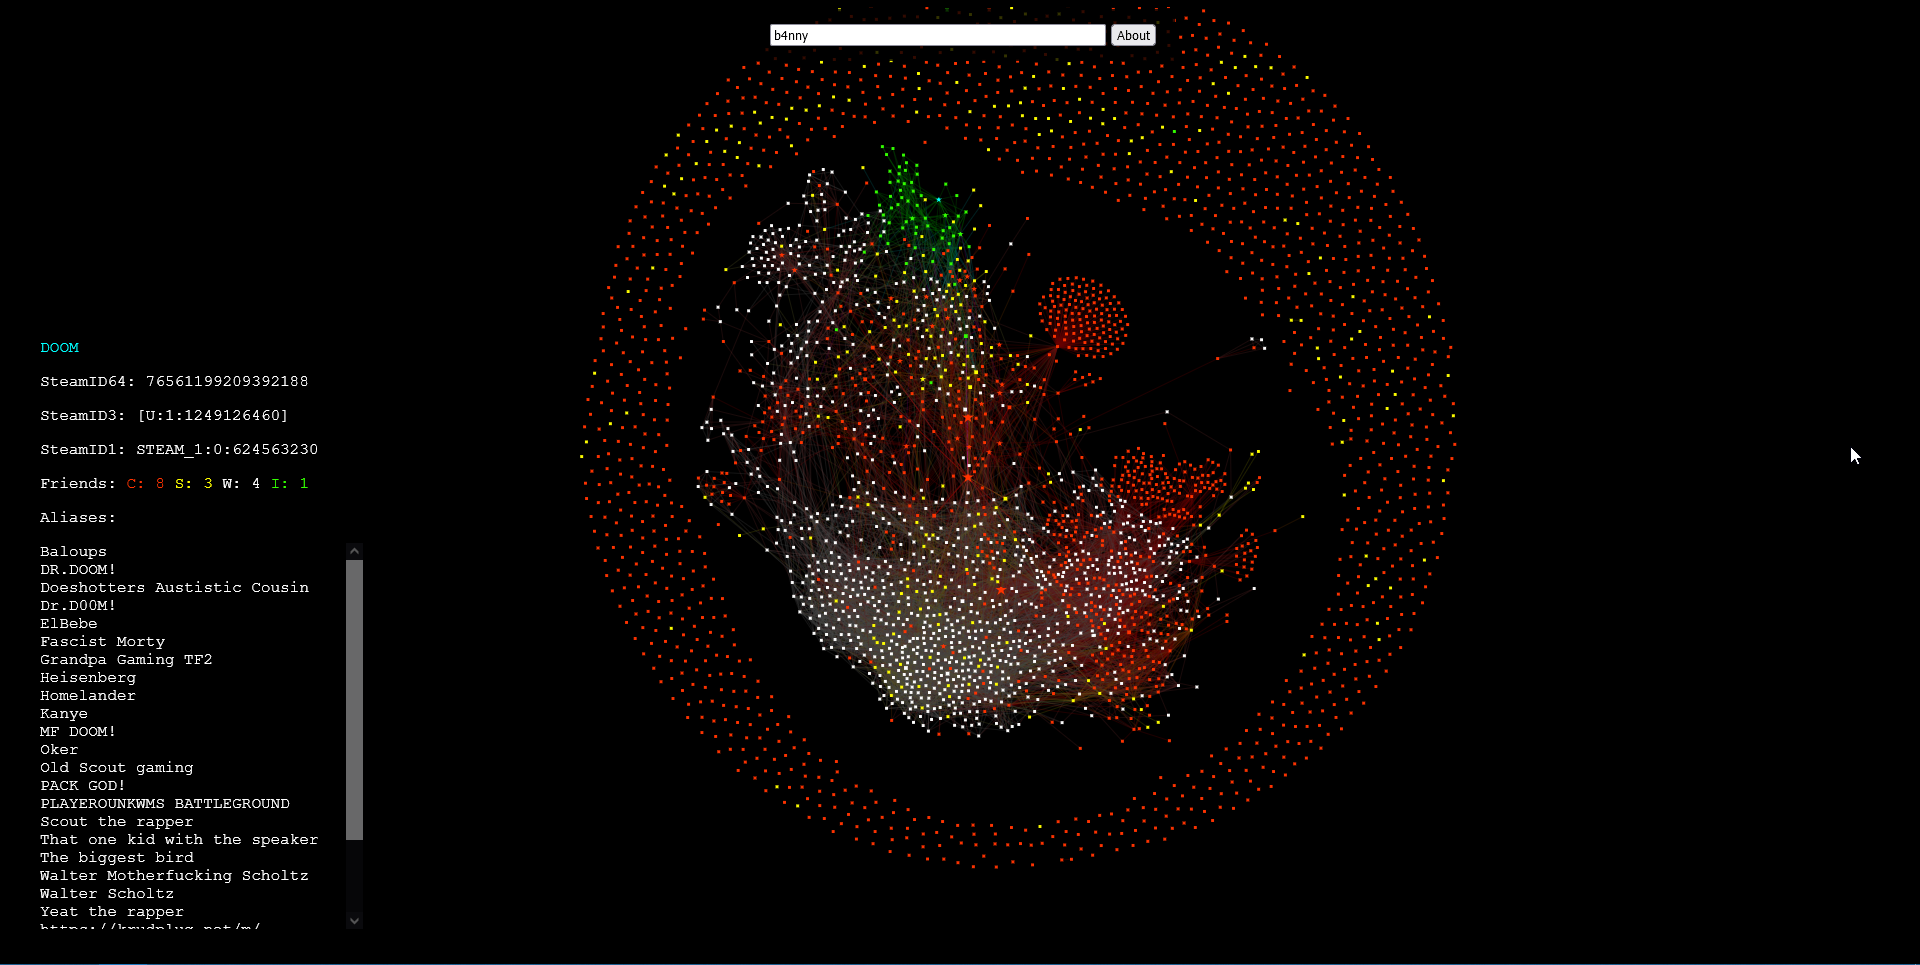 b4nny About
DOOM
SteamID64: 76561199209392188
SteamID3: [U:1:1249126460]
SteamID1: STEAM_1:0:624563230
Friends: C: 8 S: 3 W: 4 I: 1
Aliases:
Baloups
DR.DOOM!
Doeshotters Austistic Cousin
Dr.D00M!
ElBebe
Fascist Morty
Grandpa Gaming TF2
Heisenberg
Homelander
Kanye
MF DOOM!
Oker
Old Scout gaming
PACK GOD!
PLAYEROUNKWMS BATTLEGROUND
Scout the rapper
That one kid with the speaker
The biggest bird
Walter Motherfucking Scholtz
Walter Scholtz
Yeat the rapper